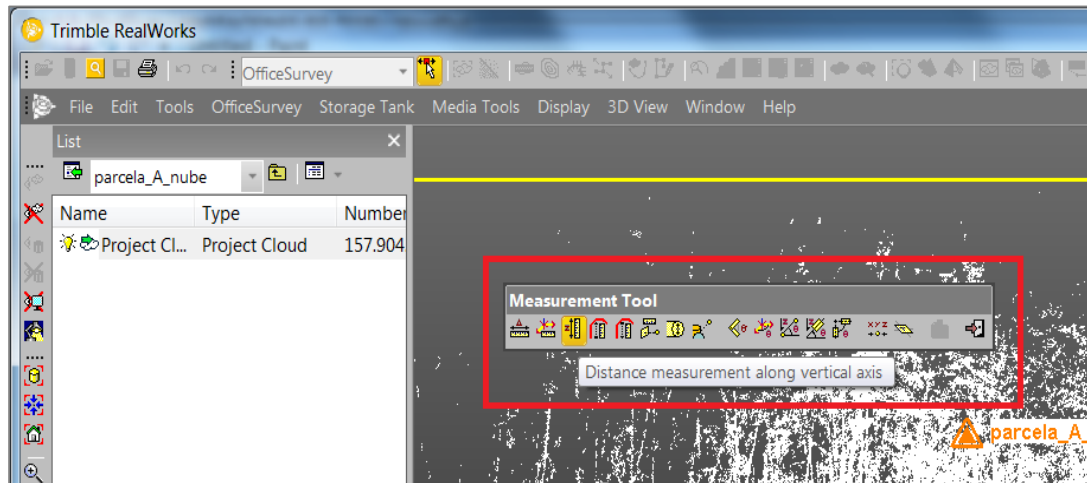 Trimble RealWorks
OfficeSurvey
File Edit Tools OfficeSurvey Storage Tank Media Tools Display 3D View Window Help
List
parcela_A_nube
Name Type Number
Project Cl... Project Cloud 157.904
Measurement Tool
Distance measurement along vertical axis
parcela_A_